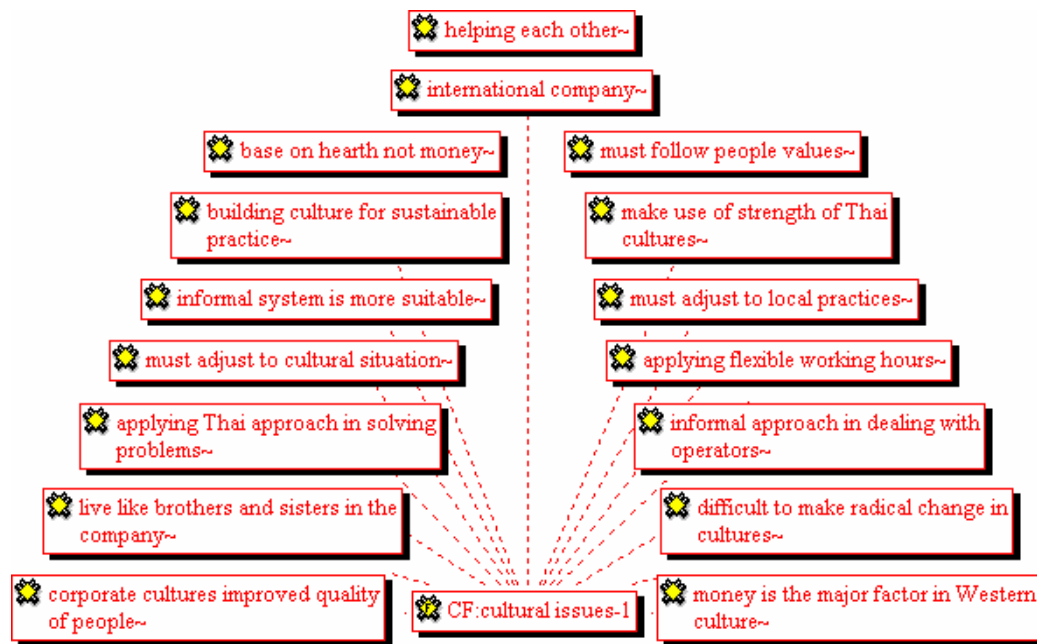 helping each other~
international company~
base on hearth not money~
must follow people values~
building culture for sustainable
practice~
make use of strength of Thai
cultures~
informal system is more suitable~
must adjust to local practices~
must adjust to cultural situation~
applying flexible working hours~
applying Thai approach in solving
problems~
informal approach in dealing with
operators~
live like brothers and sisters in the
company~
difficult to make radical change in
cultures~
corporate cultures improved quality
of people~
F CF:cultural issues-1
money is the major factor in Western
culture~